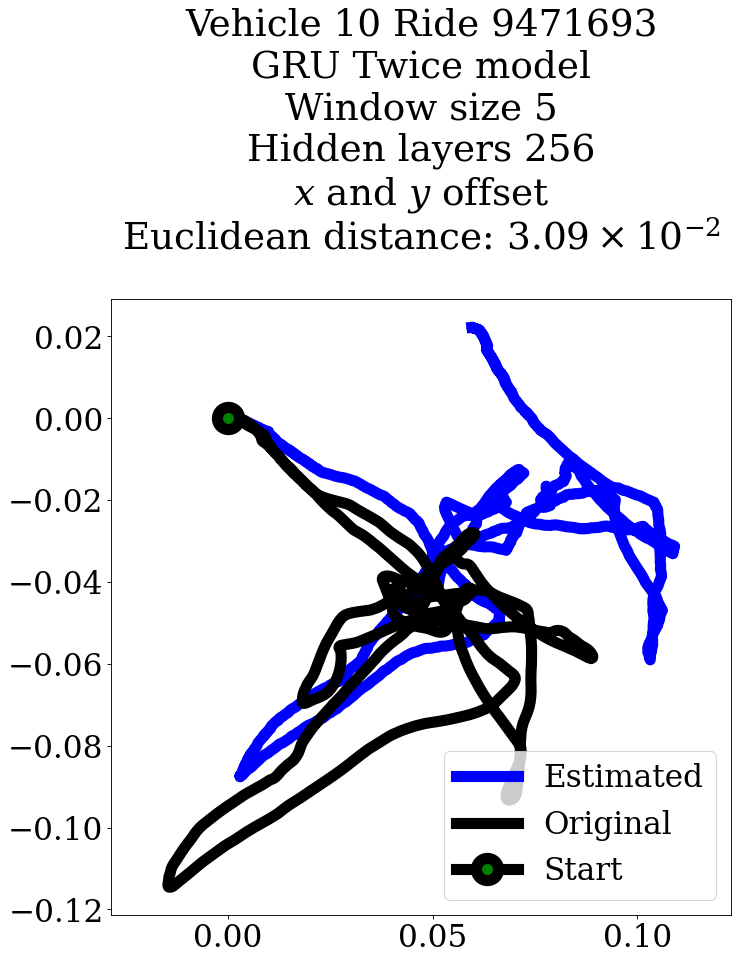 Vehicle 10 Ride 9471693
GRU Twice model
Window size 5
Hidden layers 256
x and y offset
Euclidean distance: 3.09 × 10⁻²
0.02
0.00
−0.02
−0.04
−0.06
−0.08
−0.10
−0.12
Estimated
Original
Start
0.00 0.05 0.10